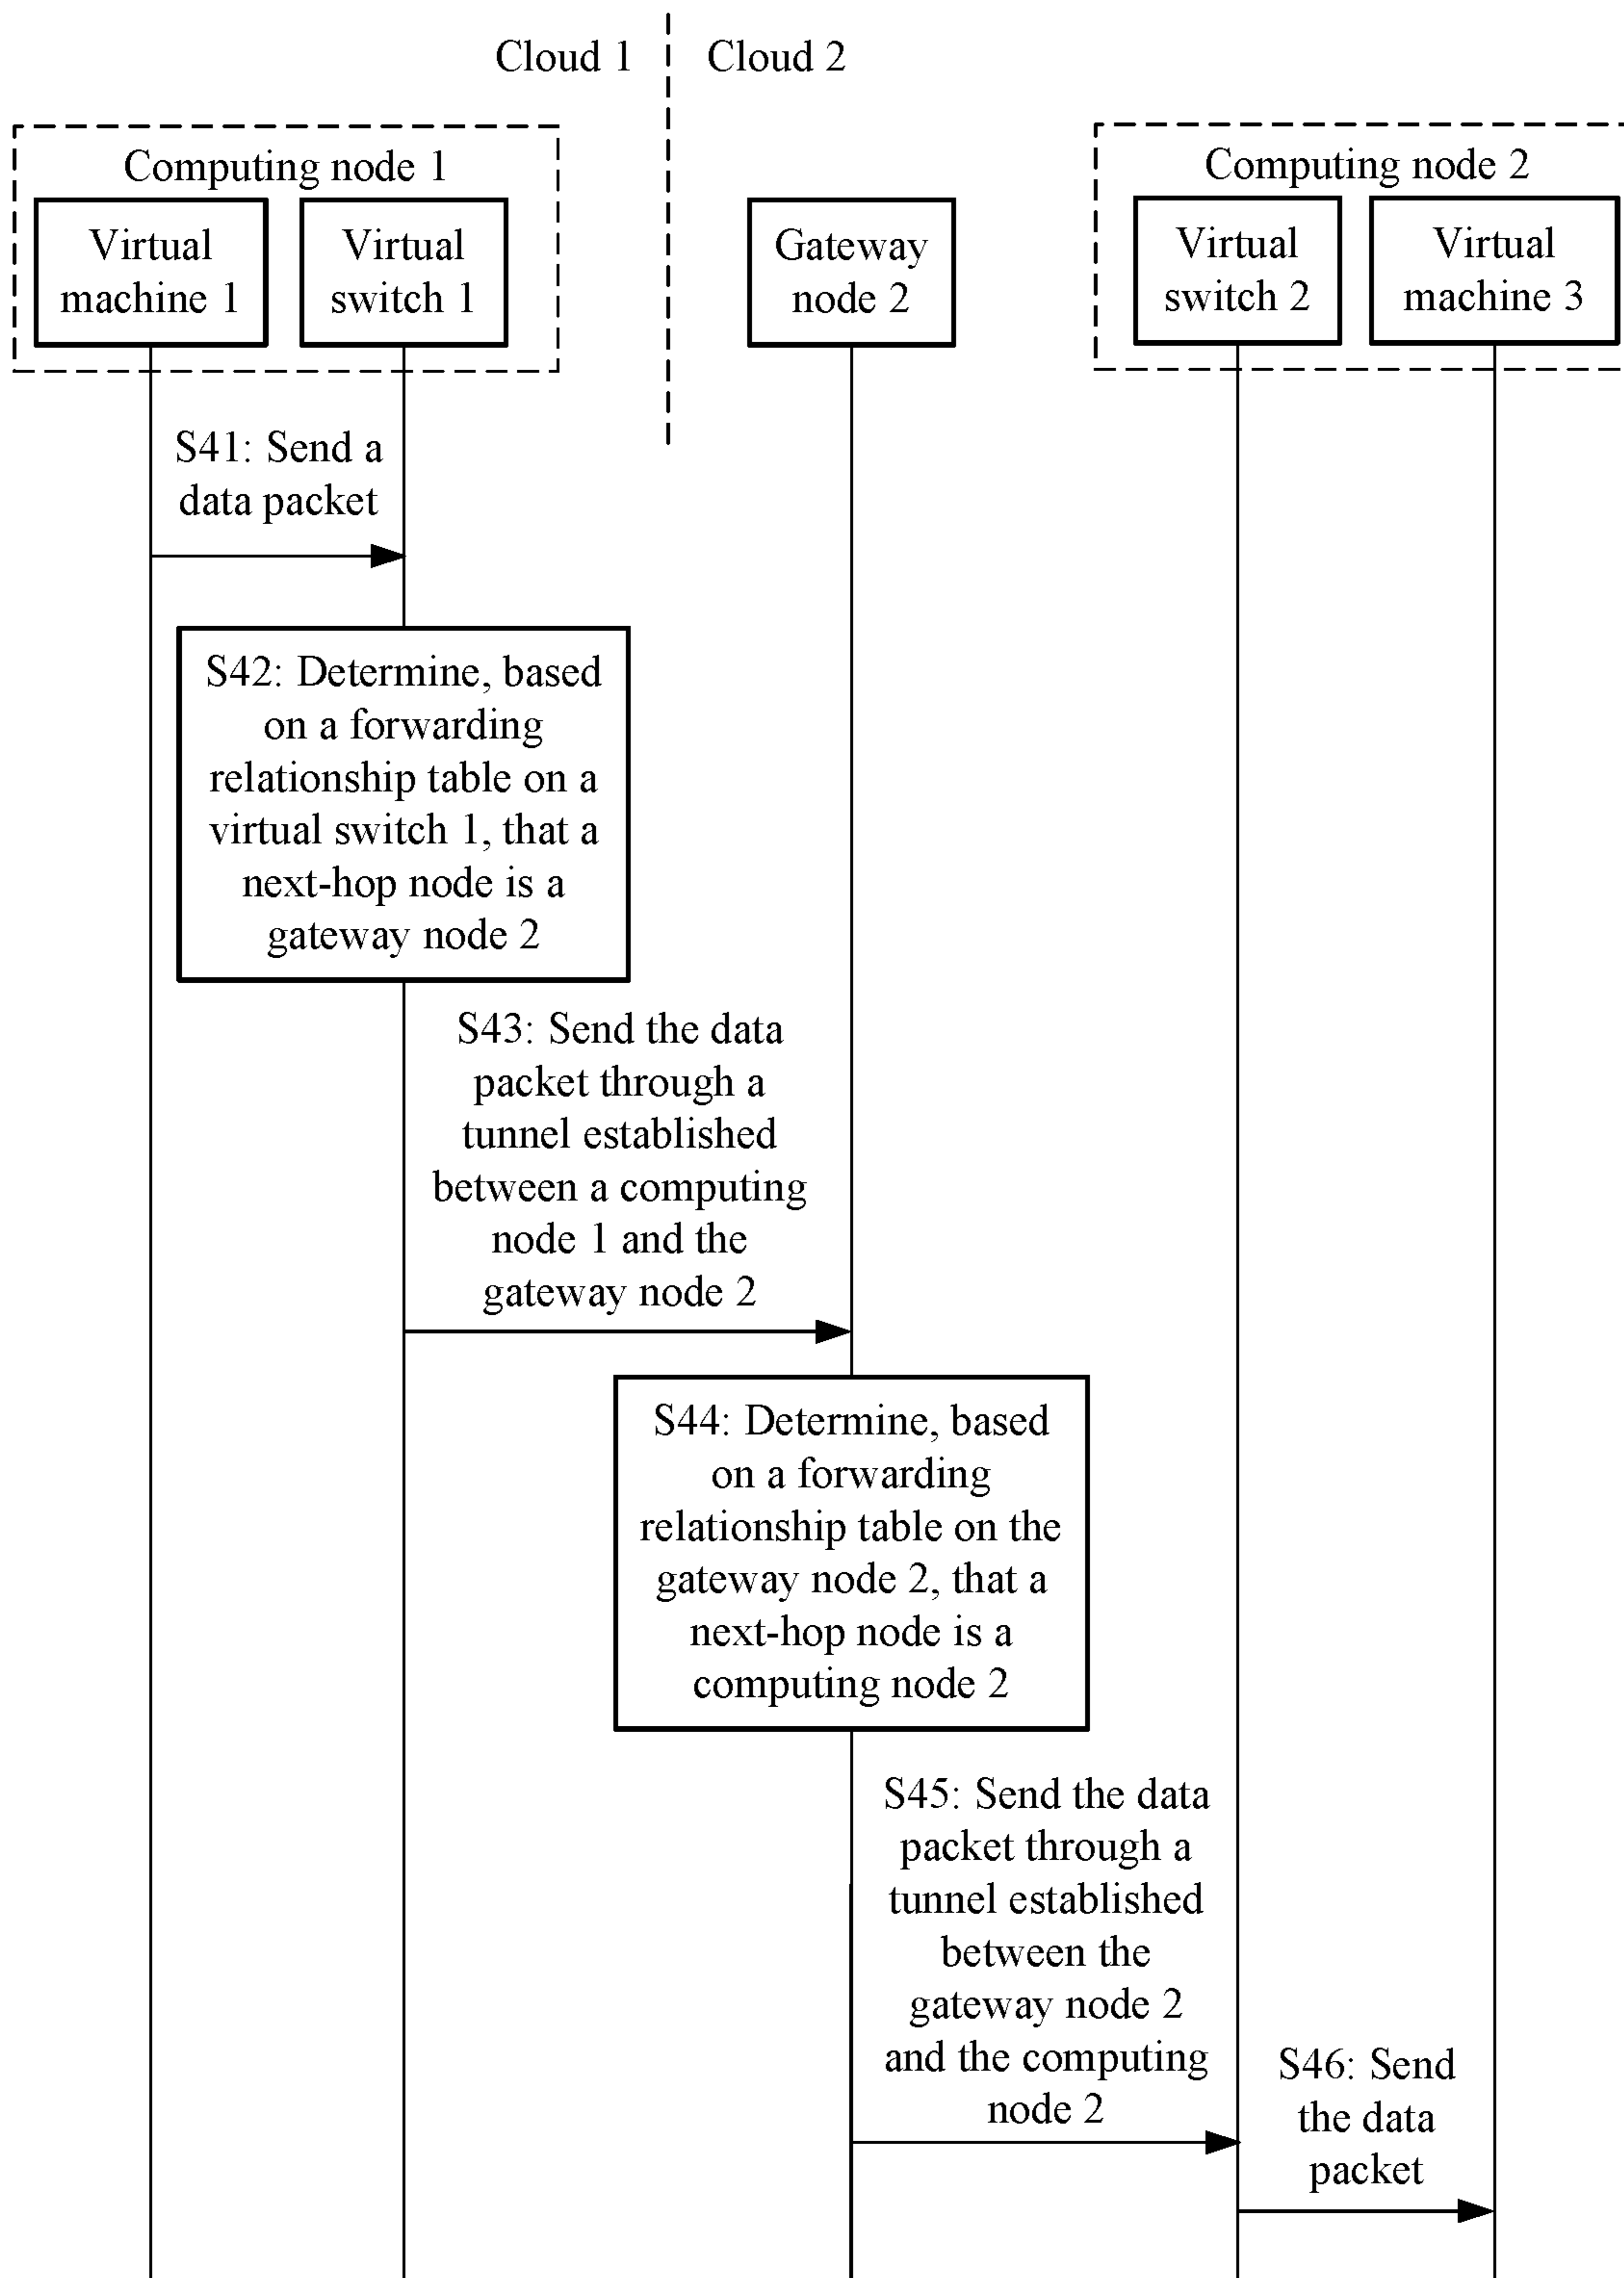 Cloud 1
Cloud 2
Computing node 1
Computing node 2
Virtual
machine 1
Virtual
switch 1
Gateway
node 2
Virtual
switch 2
Virtual
machine 3
S41: Send a
data packet
S42: Determine, based
on a forwarding
relationship table on a
virtual switch 1, that a
next-hop node is a
gateway node 2
S43: Send the data
packet through a
tunnel established
between a computing
node 1 and the
gateway node 2
S44: Determine, based
on a forwarding
relationship table on the
gateway node 2, that a
next-hop node is a
computing node 2
S45: Send the data
packet through a
tunnel established
between the
gateway node 2
and the computing
node 2
S46: Send
the data
packet